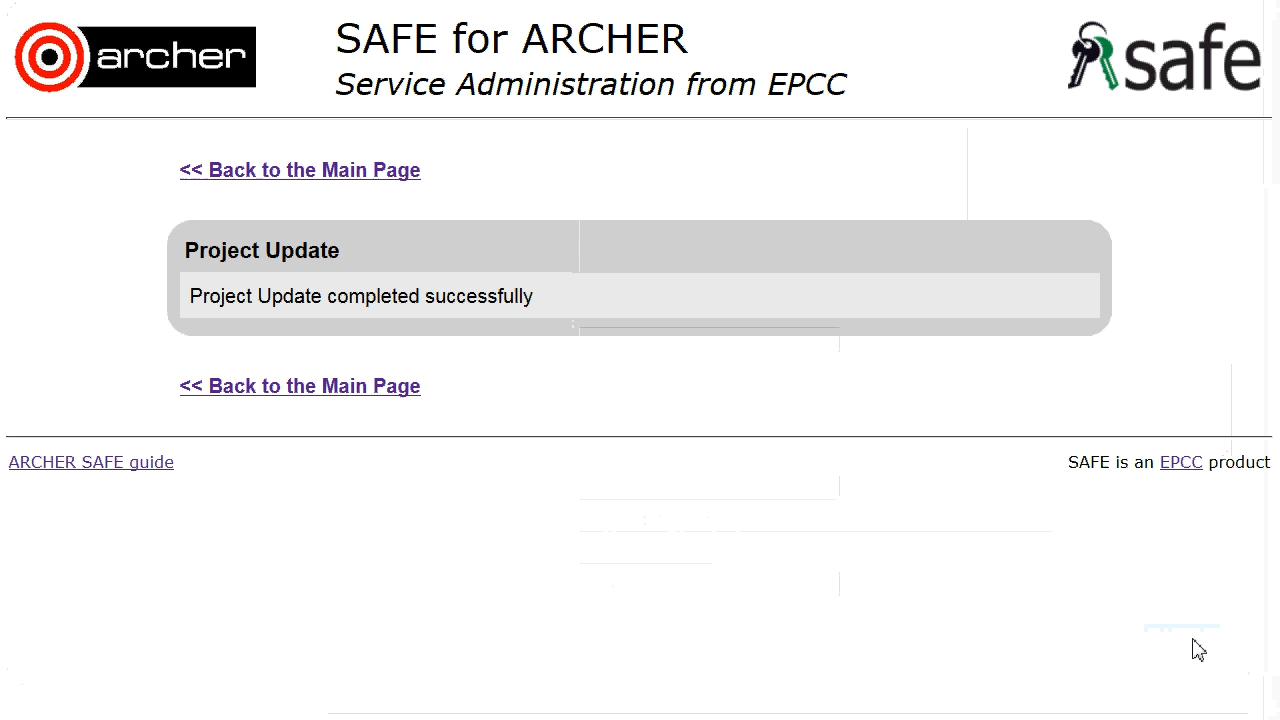 archer
SAFE for ARCHER
Service Administration from EPCC
safe
<< Back to the Main Page
Project Update
Project Update completed successfully
<< Back to the Main Page
ARCHER SAFE guide
SAFE is an EPCC product